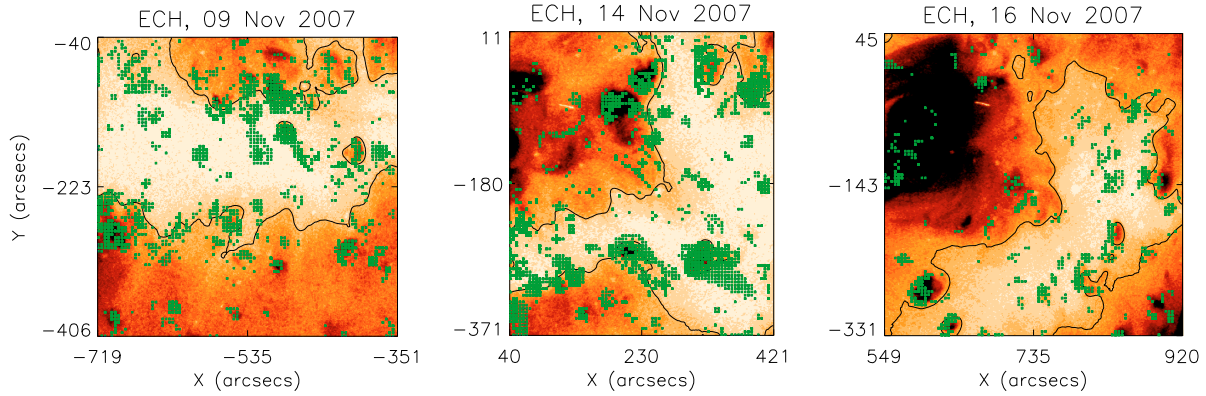 ECH, 09 Nov 2007
ECH, 14 Nov 2007
ECH, 16 Nov 2007
Y (arcsecs)
−40
−223
−406
−719
−535
−351
X (arcsecs)
11
−180
−371
40
230
421
X (arcsecs)
45
−143
−331
549
735
920
X (arcsecs)